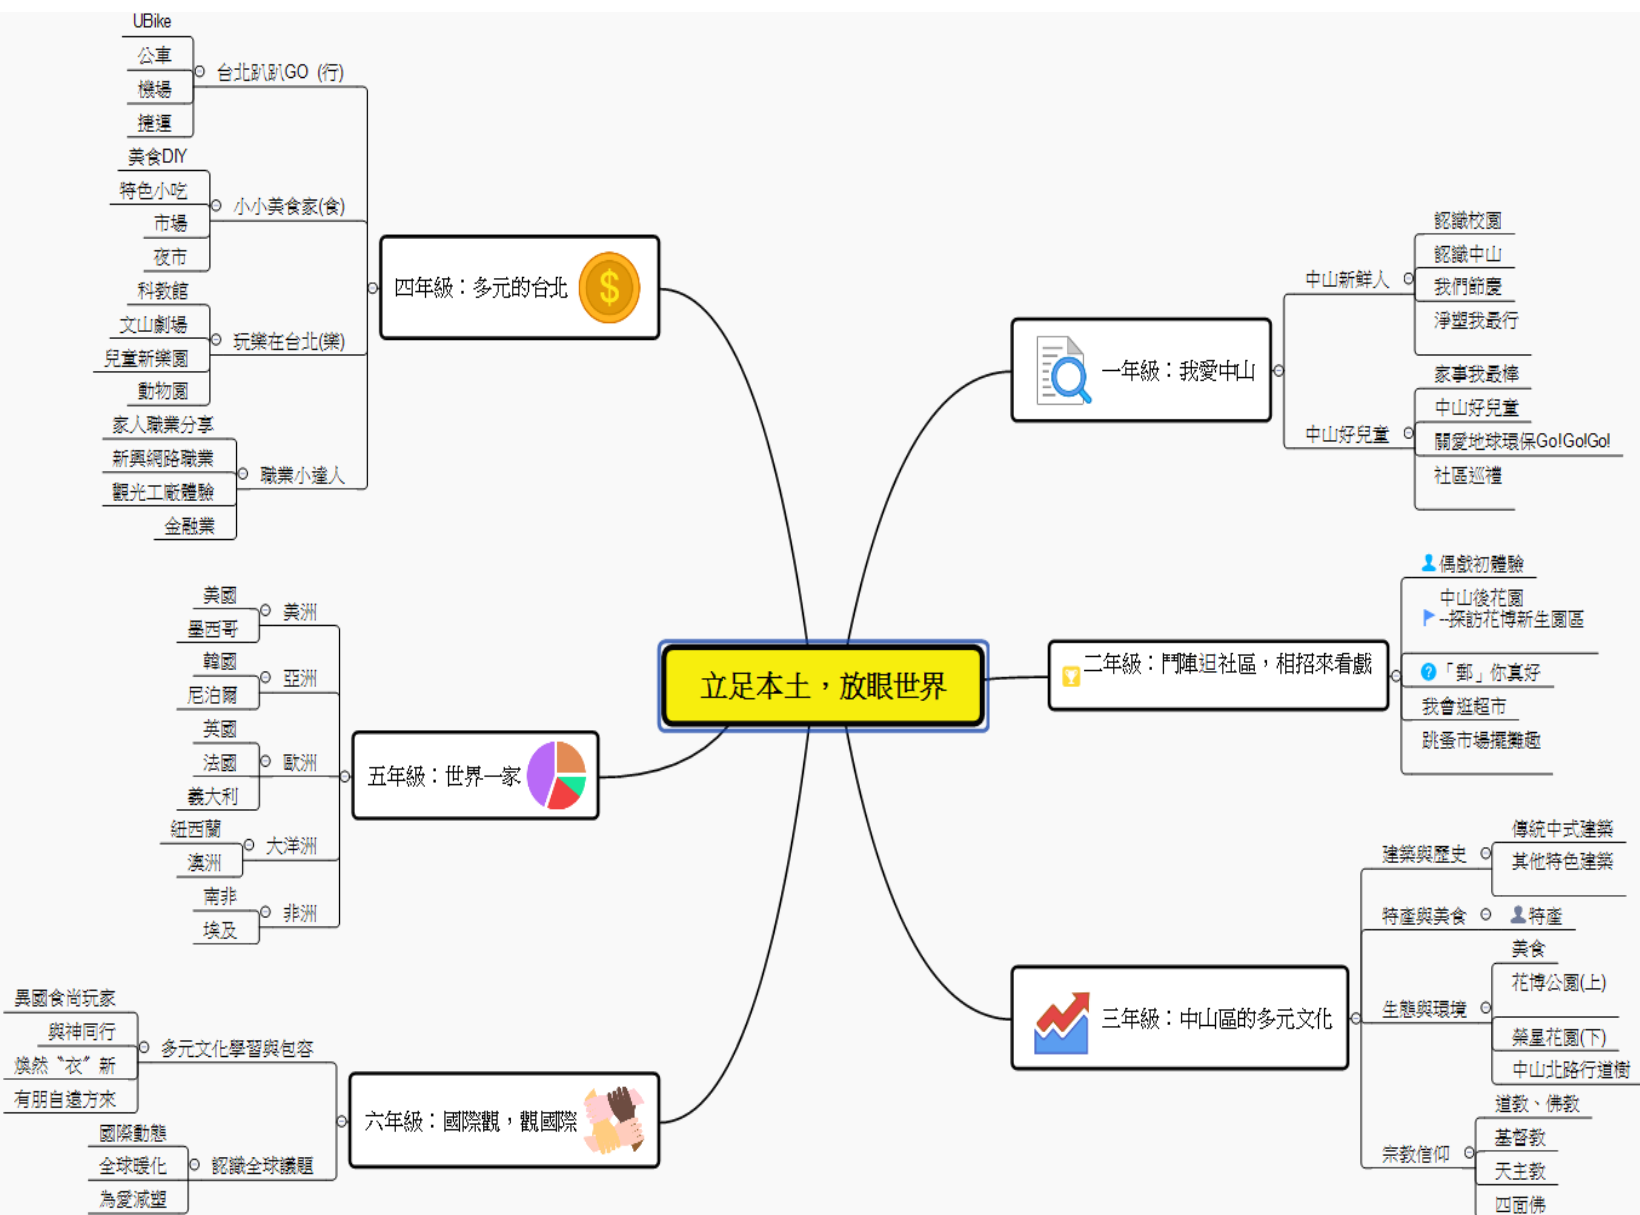 立足本土，放眼世界
一年級：我愛中山
中山新鮮人
認識校園
認識中山
我們節慶
淨塑我最行
中山好兒童
家事我最棒
中山好兒童
關愛地球環保Go!Go!Go!
社區巡禮
二年級：鬥陣迌社區，相招來看戲
偶戲初體驗
中山後花園
--探訪花博新生園區
「郵」你真好
我會逛超市
跳蚤市場擺攤趣
三年級：中山區的多元文化
建築與歷史
傳統中式建築
其他特色建築
特產與美食
特產
生態與環境
美食
花博公園(上)
榮星花園(下)
中山北路行道樹
宗教信仰
道教、佛教
基督教
天主教
四面佛
四年級：多元的台北
台北趴趴GO (行)
UBike
公車
機場
捷運
小小美食家(食)
美食DIY
特色小吃
市場
夜市
玩樂在台北(樂)
科教館
文山劇場
兒童新樂園
動物園
職業小達人
家人職業分享
新興網路職業
觀光工廠體驗
金融業
五年級：世界一家
美洲
美國
墨西哥
亞洲
韓國
尼泊爾
歐洲
英國
法國
義大利
大洋洲
紐西蘭
澳洲
非洲
南非
埃及
六年級：國際觀，觀國際
多元文化學習與包容
異國食尚玩家
與神同行
煥然〝衣〞新
有朋自遠方來
認識全球議題
國際動態
全球暖化
為愛減塑